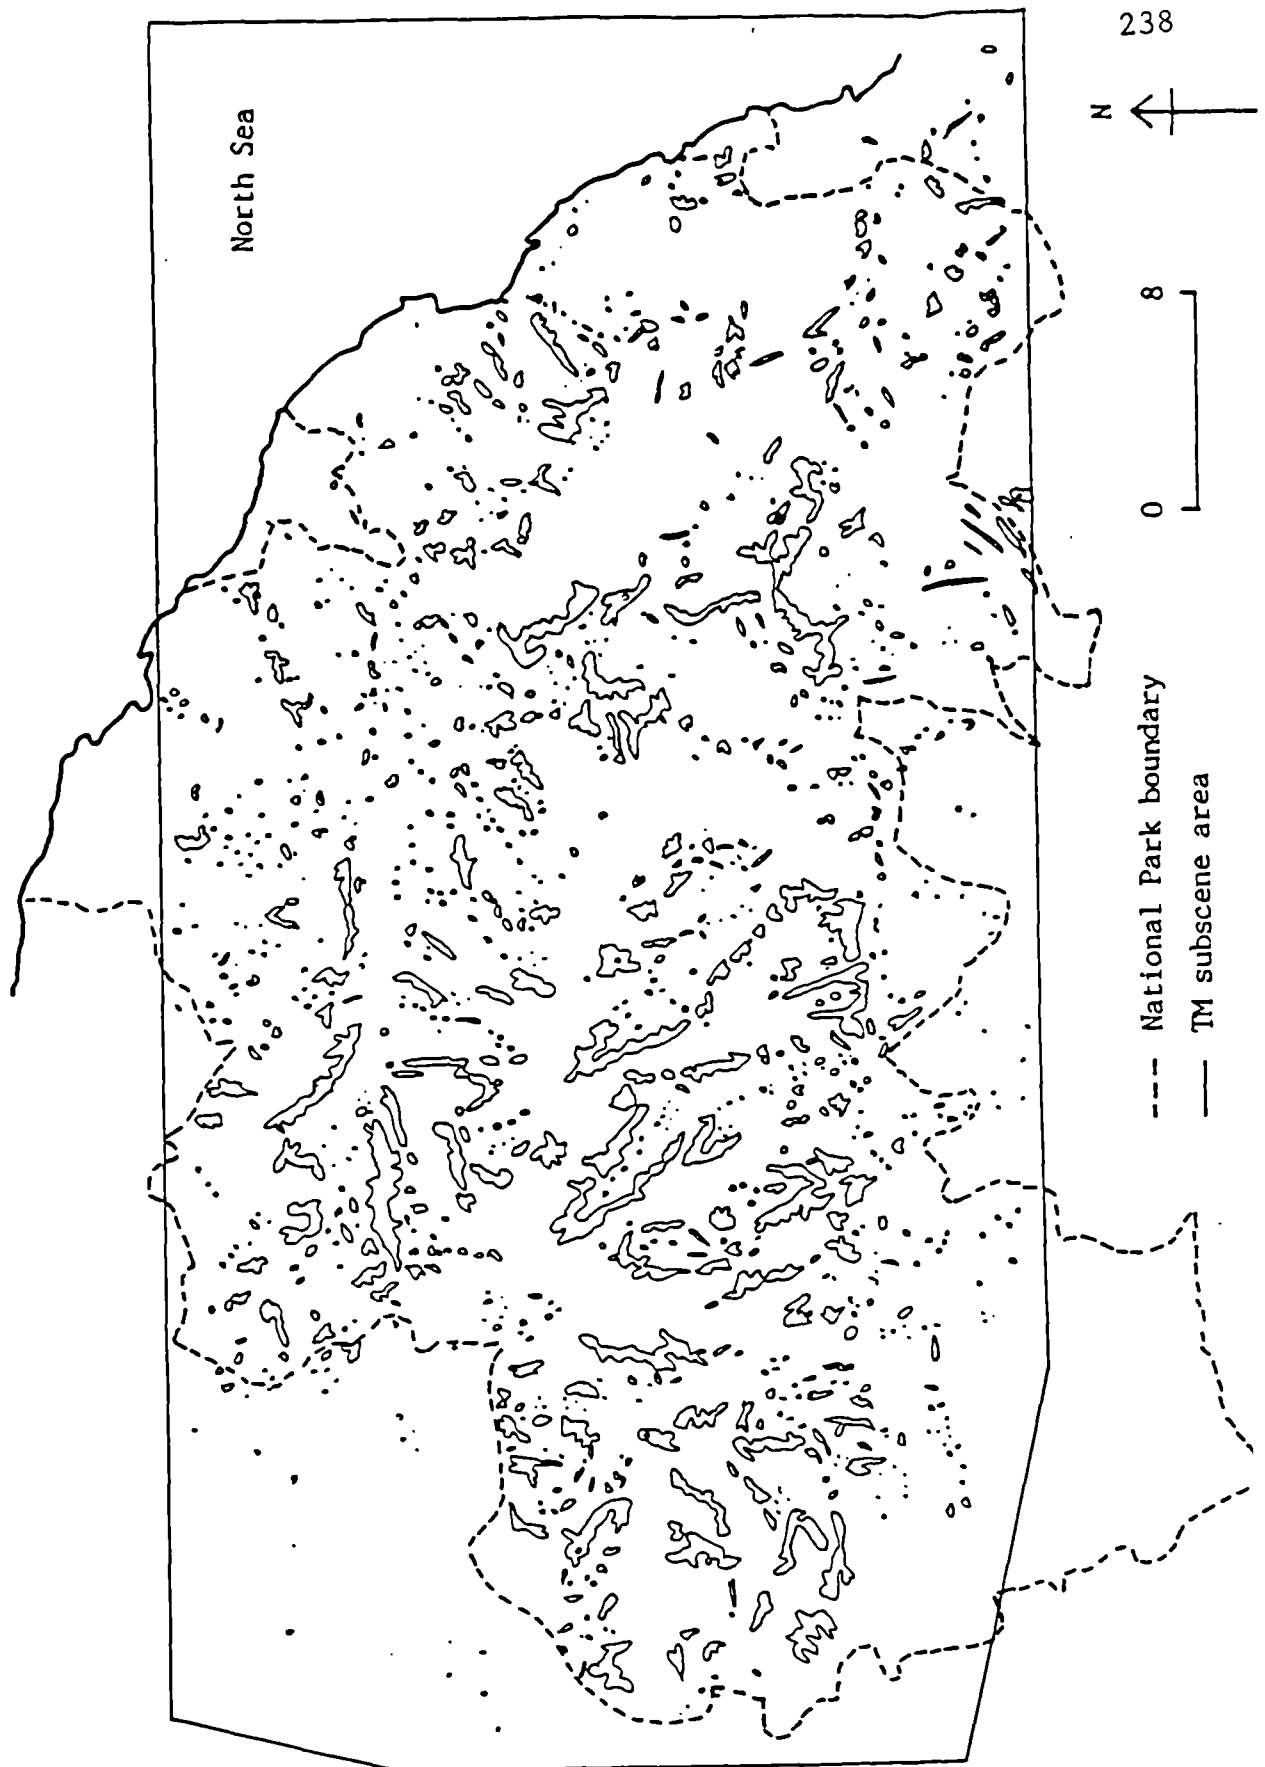 238
North Sea
N
0 8
--- National Park boundary
— TM subscene area